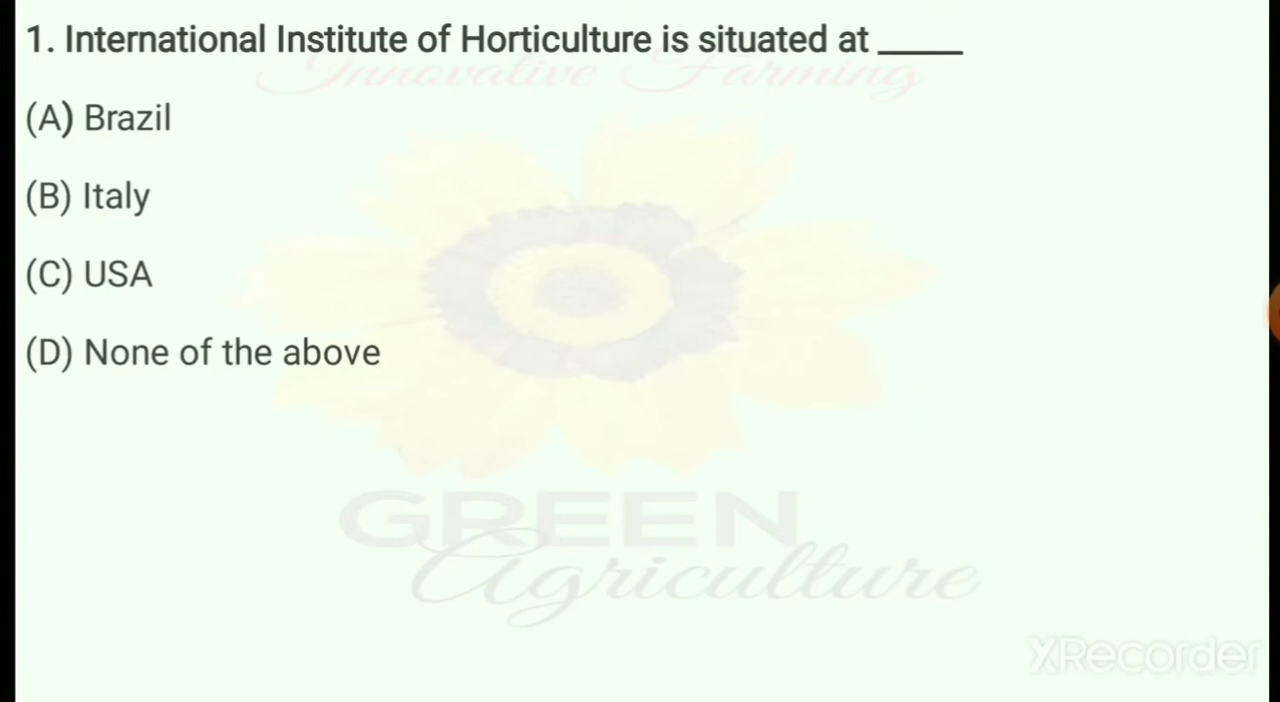 1. International Institute of Horticulture is situated at _____
Innovative Farming
(A) Brazil
(B) Italy
(C) USA
(D) None of the above
GREEN
Agriculture
XRecorder